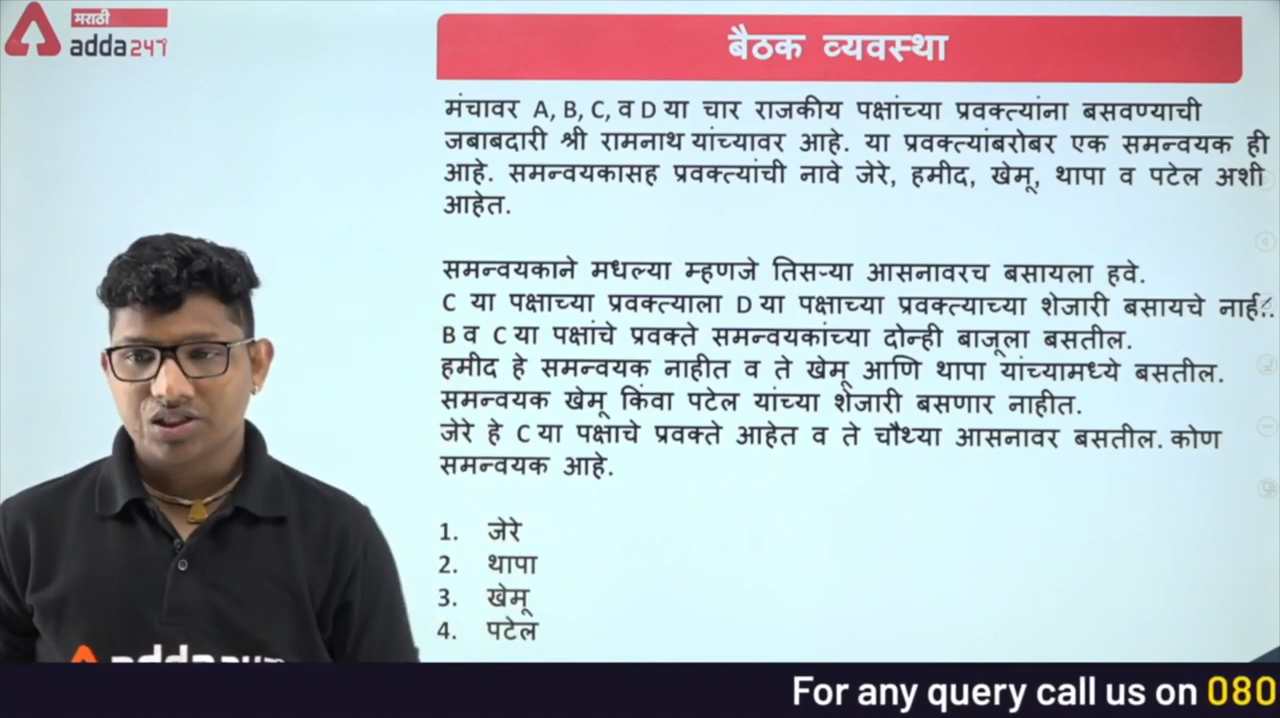 मराठी
adda247
बैठक व्यवस्था
मंचावर A, B, C, व D या चार राजकीय पक्षांच्या प्रवक्त्यांना बसवण्याची
जबाबदारी श्री रामनाथ यांच्यावर आहे. या प्रवक्त्यांबरोबर एक समन्वयक ही
आहे. समन्वयकासह प्रवक्त्यांची नावे जेरे, हमीद, खेमू, थापा व पटेल अशी
आहेत.
समन्वयकाने मधल्या म्हणजे तिसऱ्या आसनावरच बसायला हवे.
C या पक्षाच्या प्रवक्त्याला D या पक्षाच्या प्रवक्त्याच्या शेजारी बसायचे
B व C या पक्षांचे प्रवक्ते समन्वयकांच्या दोन्ही बाजूला बसतील.
हमीद हे समन्वयक नाहीत व ते खेमू आणि थापा यांच्यामध्ये बसतील.
समन्वयक खेमू किंवा पटेल यांच्या शेजारी बसणार नाहीत.
जेरे हे C या पक्षाचे प्रवक्ते आहेत व ते चौथ्या आसनावर बसतील. कोण
समन्वयक आहे.
1. जेरे
2. थापा
3. खेमू
4. पटेल
For any query call us on 080